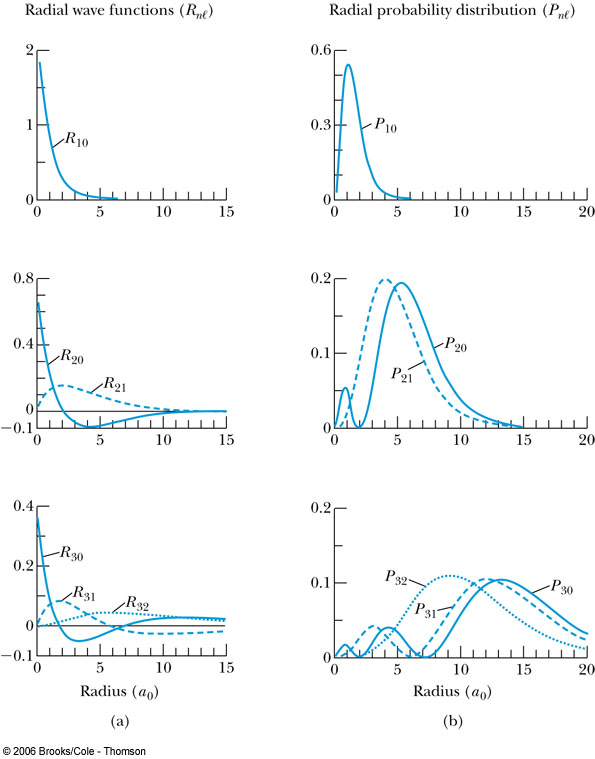 Radial wave functions (Rnℓ)
Radial probability distribution (Pnℓ)
2
1
0
R10
0 5 10 15
0.6
0.3
0
P10
0 5 10 15 20
0.8
0.4
0
−0.1
R20
R21
0 5 10 15
0.2
0.1
0
P20
P21
0 5 10 15 20
0.4
0.2
0
−0.1
R30
R31
R32
0 5 10 15
Radius (a0)
(a)
0.2
0.1
0
P32
P31
P30
0 5 10 15 20
Radius (a0)
(b)
© 2006 Brooks/Cole - Thomson